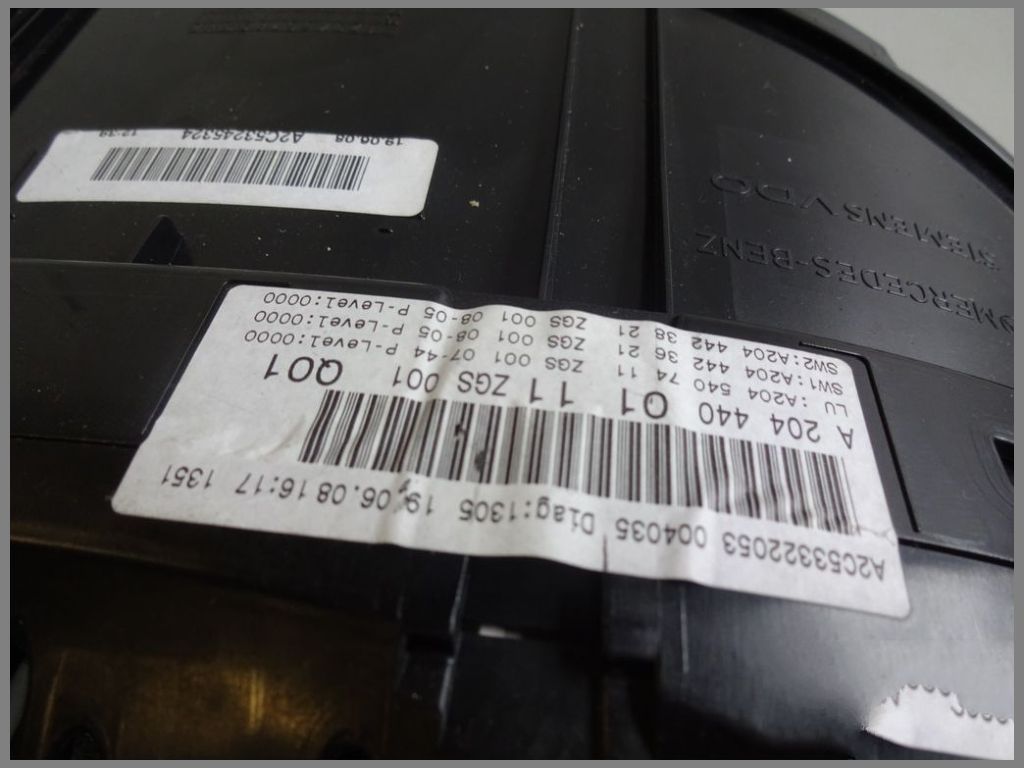 A2C53322053 004035 Diag:1305 19.06.08 16:17 1351
A 204 440 Q1 11 ZGS 001 Q01
LU : A204 540 74 11 ZGS 001 07-44 P-Level:0000
SW1:A204 442 36 21 ZGS 001 08-05 P-Level:0000
SW2:A204 442 38 21 ZGS 001 08-05 P-Level:0000
MERCEDES-BENZ
SIEMENS VDO
19.06.08 A2C53245324 12:39